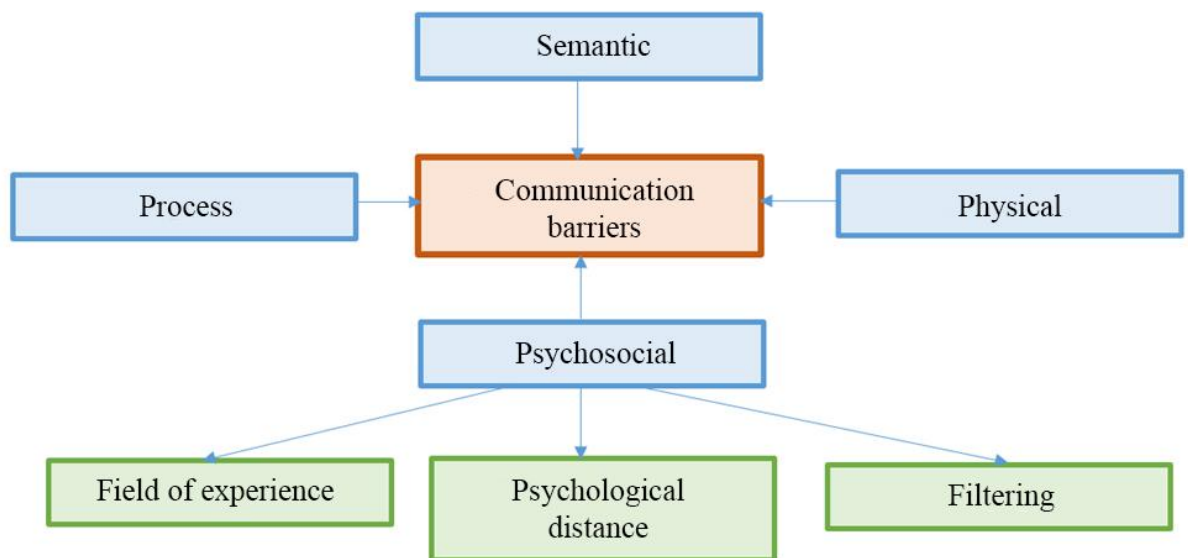 Semantic
Process
Communication
barriers
Physical
Psychosocial
Field of experience
Psychological
distance
Filtering